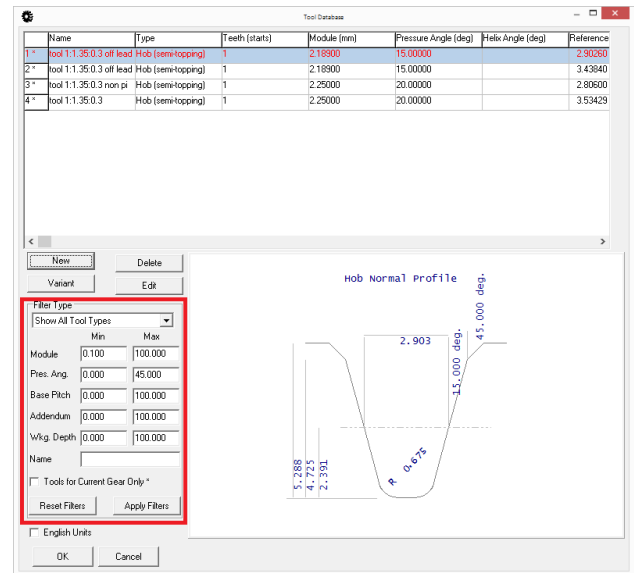 Tool Database
Name Type Teeth (starts) Module (mm) Pressure Angle (deg) Helix Angle (deg) Reference
1 * tool 1:1.35:0.3 off lead Hob (semi-topping) 1 2.18900 15.00000 2.90260
2 * tool 1:1.35:0.3 off lead Hob (semi-topping) 1 2.18900 15.00000 3.43840
3 * tool 1:1.35:0.3 non pi Hob (semi-topping) 1 2.25000 20.00000 2.80600
4 * tool 1:1.35:0.3 Hob (semi-topping) 1 2.25000 20.00000 3.53429
New Delete
Variant Edit
Filter Type
Show All Tool Types
Min Max
Module 0.100 100.000
Pres. Ang. 0.000 45.000
Base Pitch 0.000 100.000
Addendum 0.000 100.000
Wkg. Depth 0.000 100.000
Name
Tools for Current Gear Only *
Reset Filters Apply Filters
English Units
OK Cancel
Hob Normal Profile
45.000 deg.
2.903
15.000 deg.
R 0.675
5.288
4.725
2.391